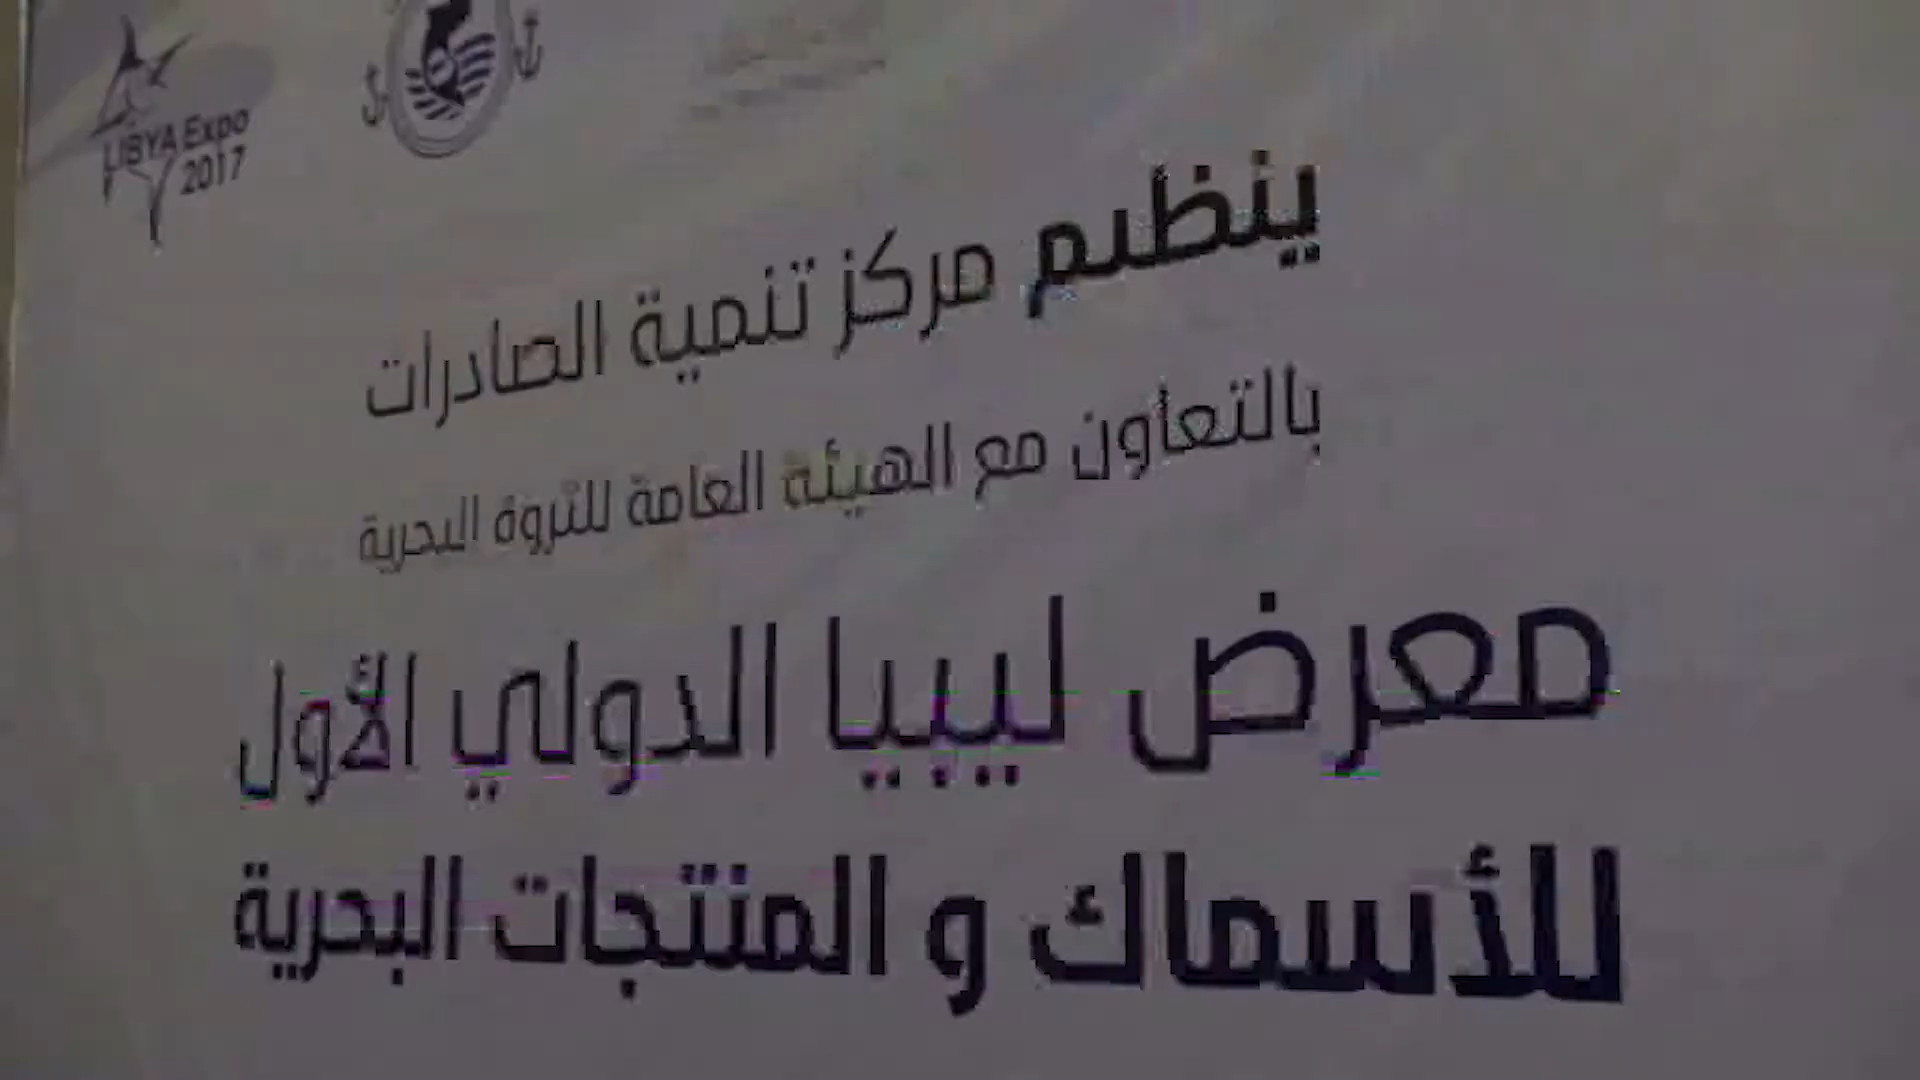 LIBYA Expo
2017
ينظم مركز تنمية الصادرات
بالتعاون مع الهيئة العامة للثروة البحرية
معرض ليبيا الدولي الأول
للأسماك و المنتجات البحرية